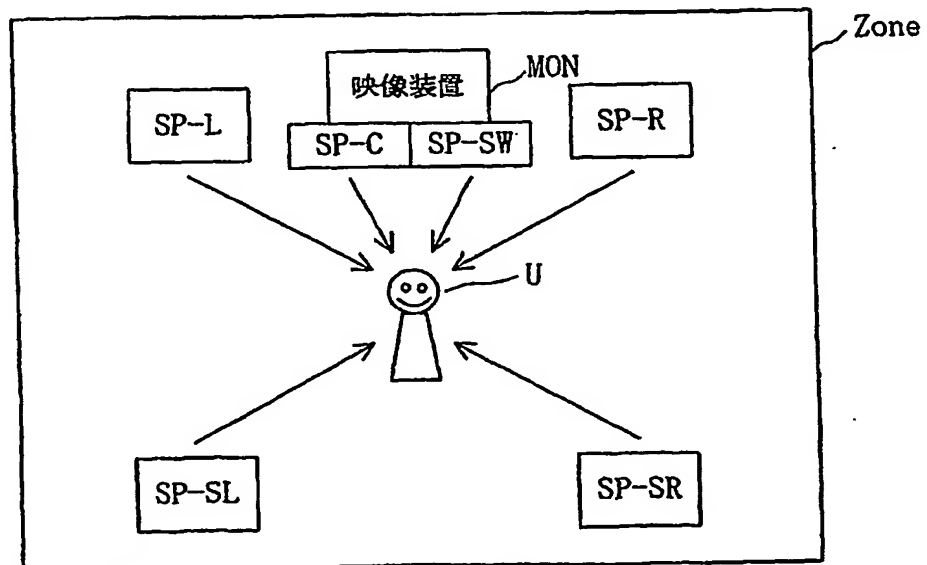 Zone
映像装置
MON
SP-L
SP-C
SP-SW
SP-R
U
SP-SL
SP-SR